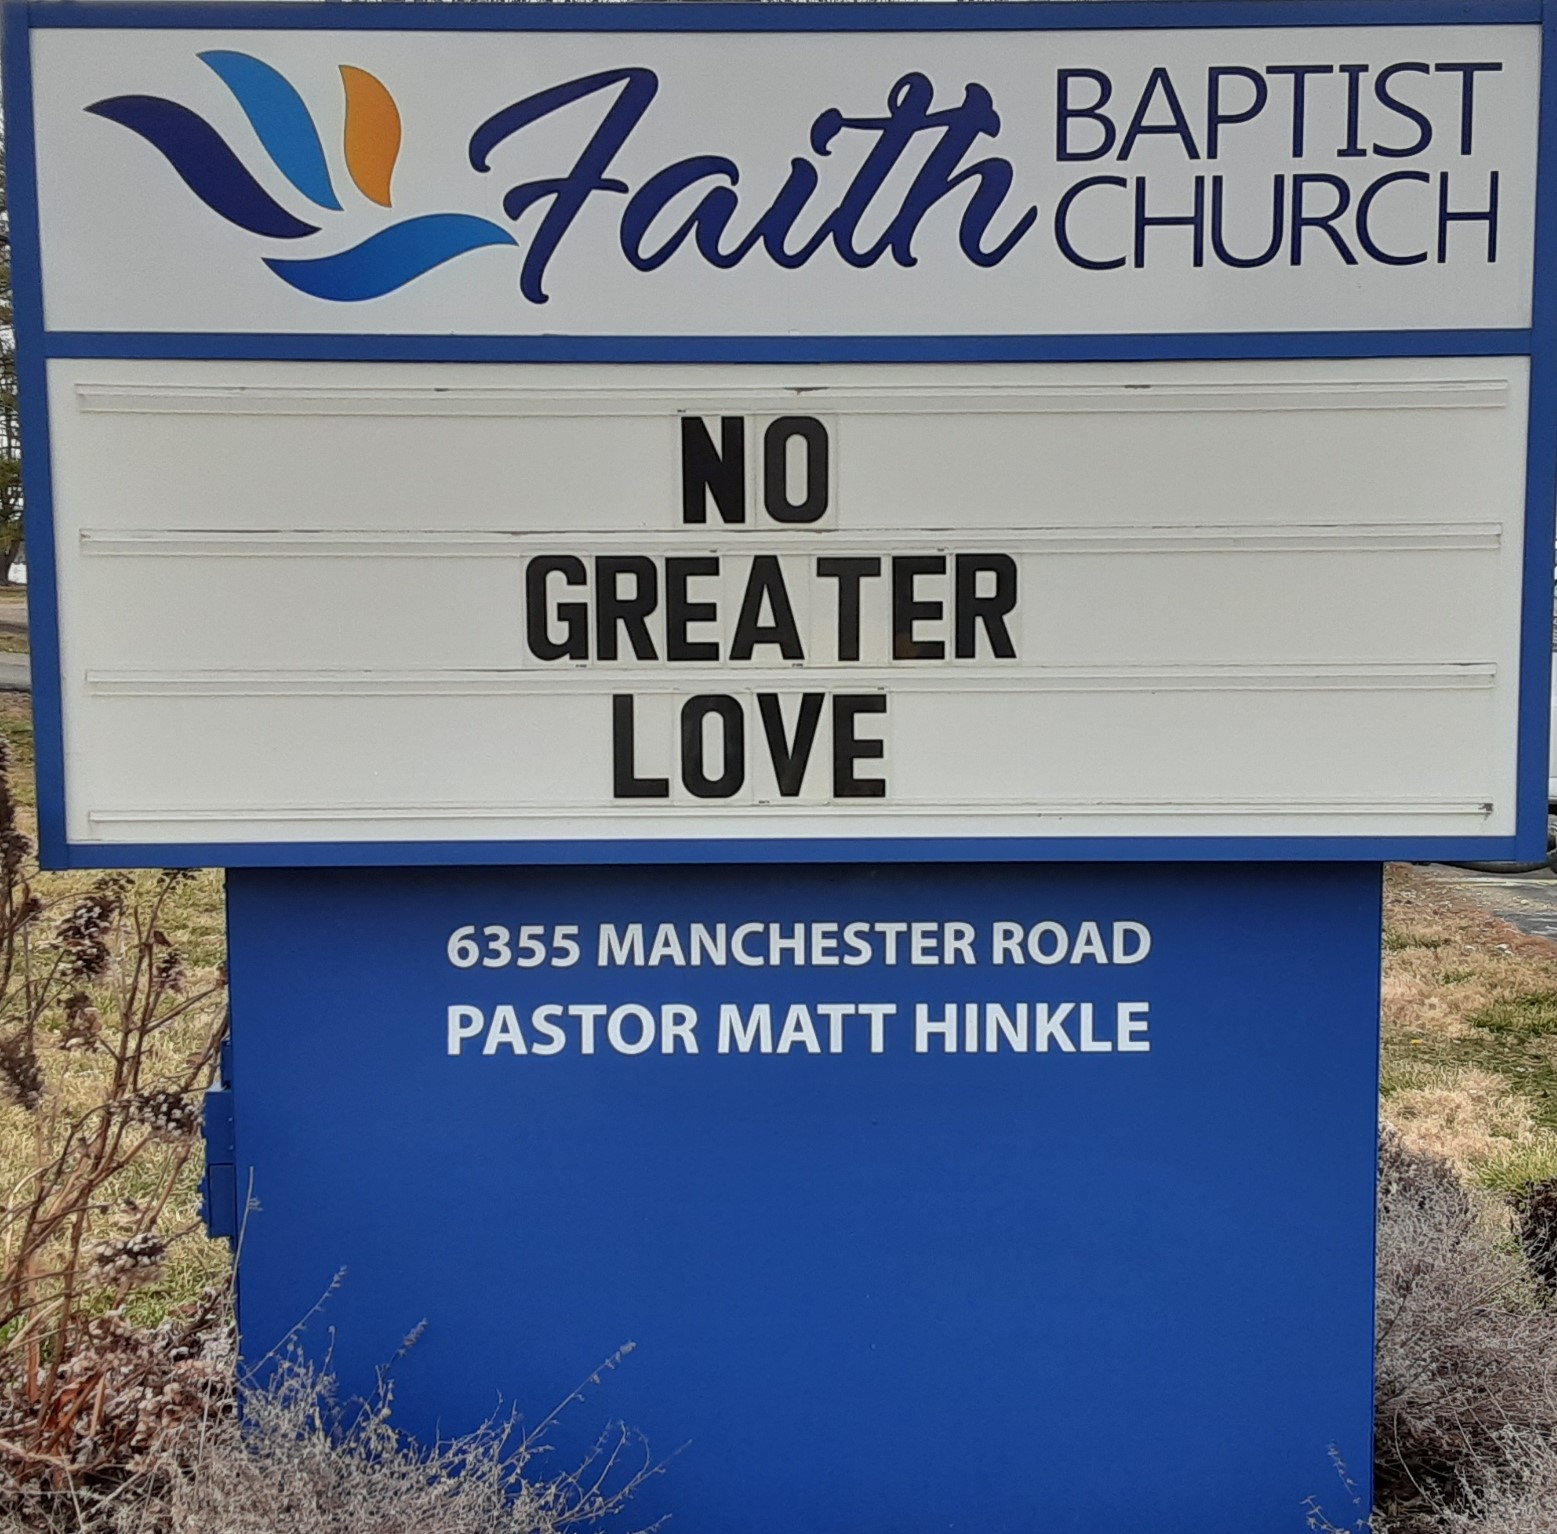 Faith BAPTIST
CHURCH
NO
GREATER
LOVE
6355 MANCHESTER ROAD
PASTOR MATT HINKLE